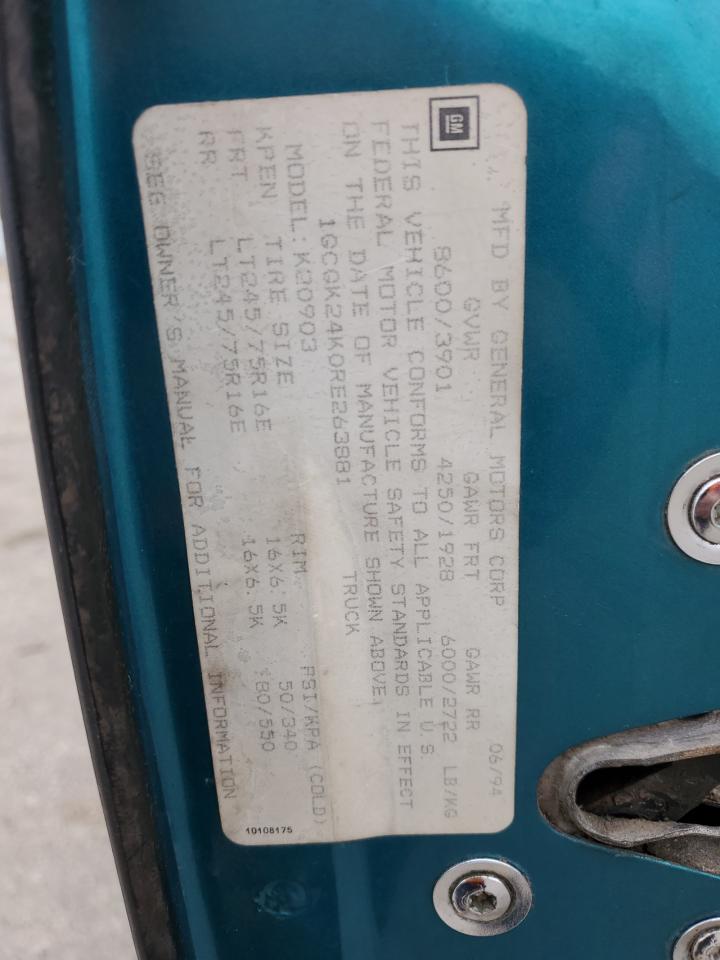 GM
MFD BY GENERAL MOTORS CORP 06/94
GVWR GAWR FRT GAWR RR
8600/3901 4250/1928 6000/2722 LB/KG
THIS VEHICLE CONFORMS TO ALL APPLICABLE U.S.
FEDERAL MOTOR VEHICLE SAFETY STANDARDS IN EFFECT
ON THE DATE OF MANUFACTURE SHOWN ABOVE.
1GCGK24K0RE263881 TRUCK
MODEL: K20903
KPEN TIRE SIZE RIM PSI/KPA (COLD)
FRT LT245/75R16E 16X6.5K 50/340
RR LT245/75R16E 16X6.5K 80/550
SEE OWNER'S MANUAL FOR ADDITIONAL INFORMATION
10108175